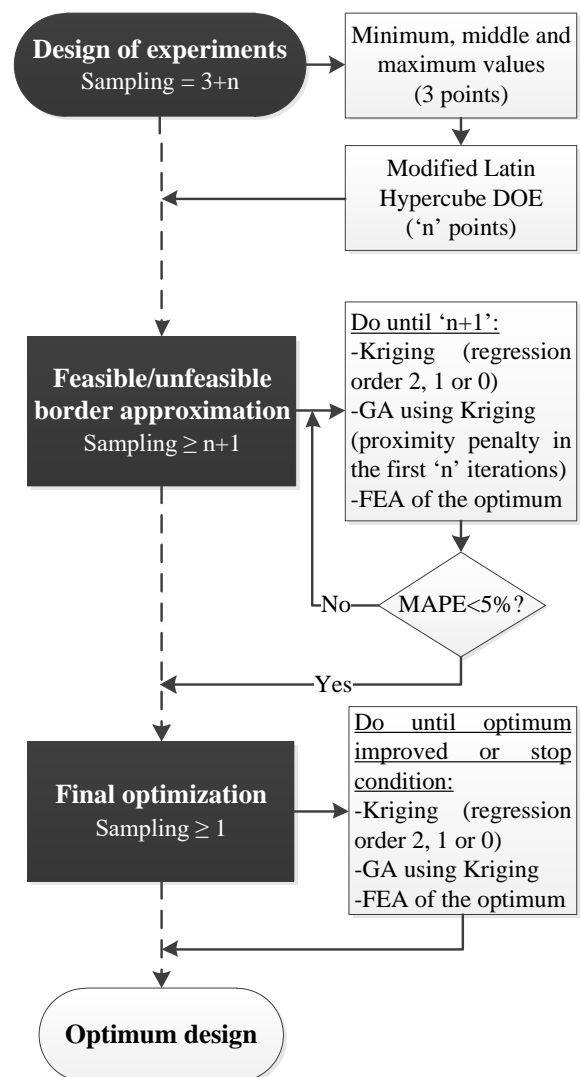 Design of experiments
Sampling = 3+n
Minimum, middle and
maximum values
(3 points)
Modified Latin
Hypercube DOE
(‘n’ points)
Feasible/unfeasible
border approximation
Sampling ≥ n+1
Do until ‘n+1’:
-Kriging (regression
order 2, 1 or 0)
-GA using Kriging
(proximity penalty in
the first ‘n’ iterations)
-FEA of the optimum
MAPE<5%?
No
Yes
Final optimization
Sampling ≥ 1
Do until optimum
improved or stop
condition:
-Kriging (regression
order 2, 1 or 0)
-GA using Kriging
-FEA of the optimum
Optimum design